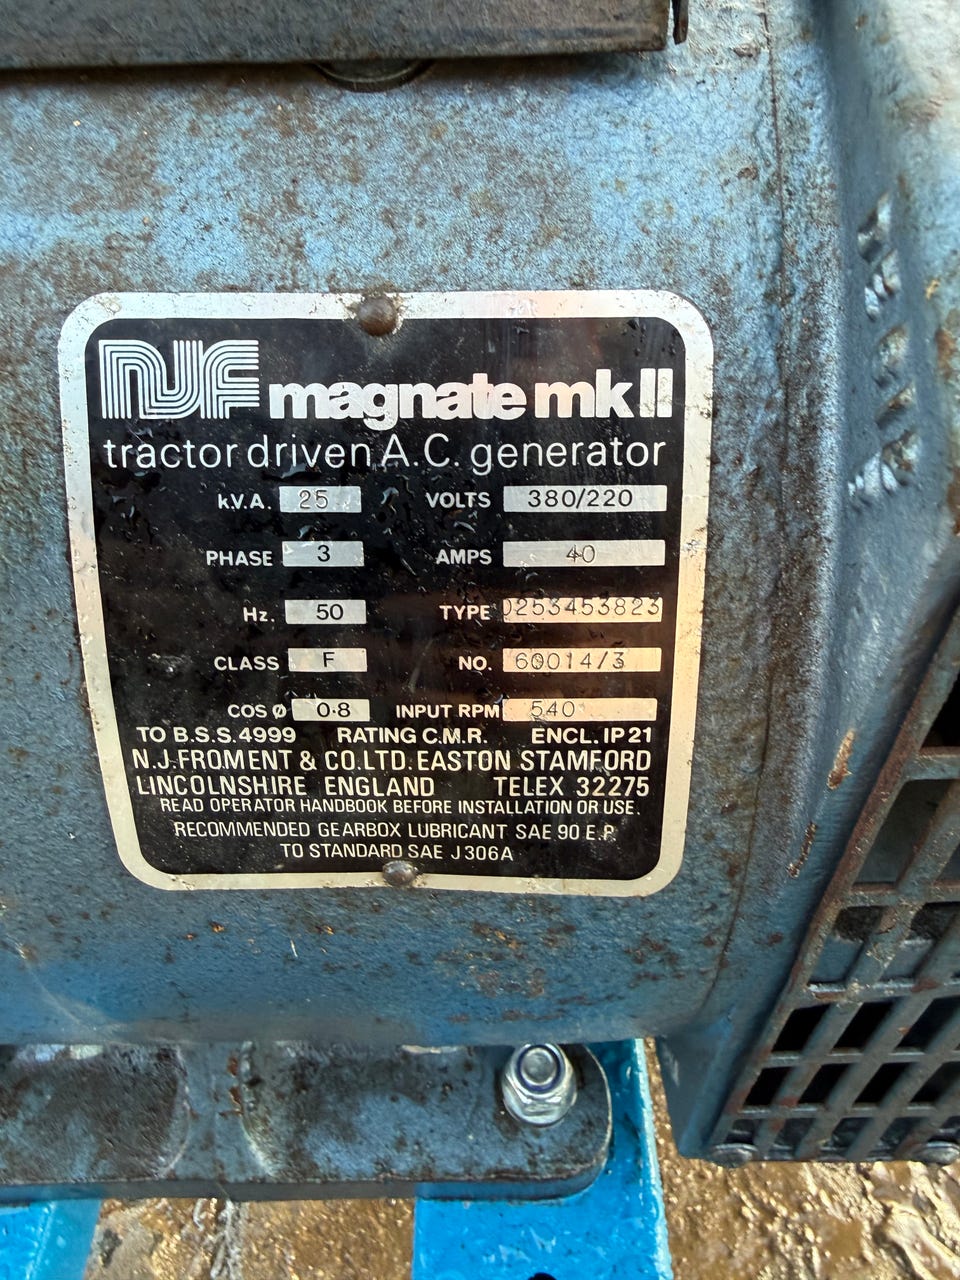 NJF magnate mk II
tractor driven A.C. generator
k.V.A. 25 VOLTS 380/220
PHASE 3 AMPS 40
Hz. 50 TYPE 0253453823
CLASS F NO. 60014/3
COS Ø 0·8 INPUT RPM 540
TO B.S.S. 4999 RATING C.M.R. ENCL. IP21
N.J. FROMENT & CO. LTD. EASTON STAMFORD
LINCOLNSHIRE ENGLAND TELEX 32275
READ OPERATOR HANDBOOK BEFORE INSTALLATION OR USE.
RECOMMENDED GEARBOX LUBRICANT SAE 90 E.P.
TO STANDARD SAE J306A